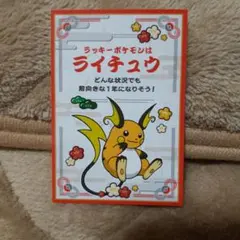 ラッキーポケモンは
ライチュウ
どんな状況でも
前向きな1年になりそう！